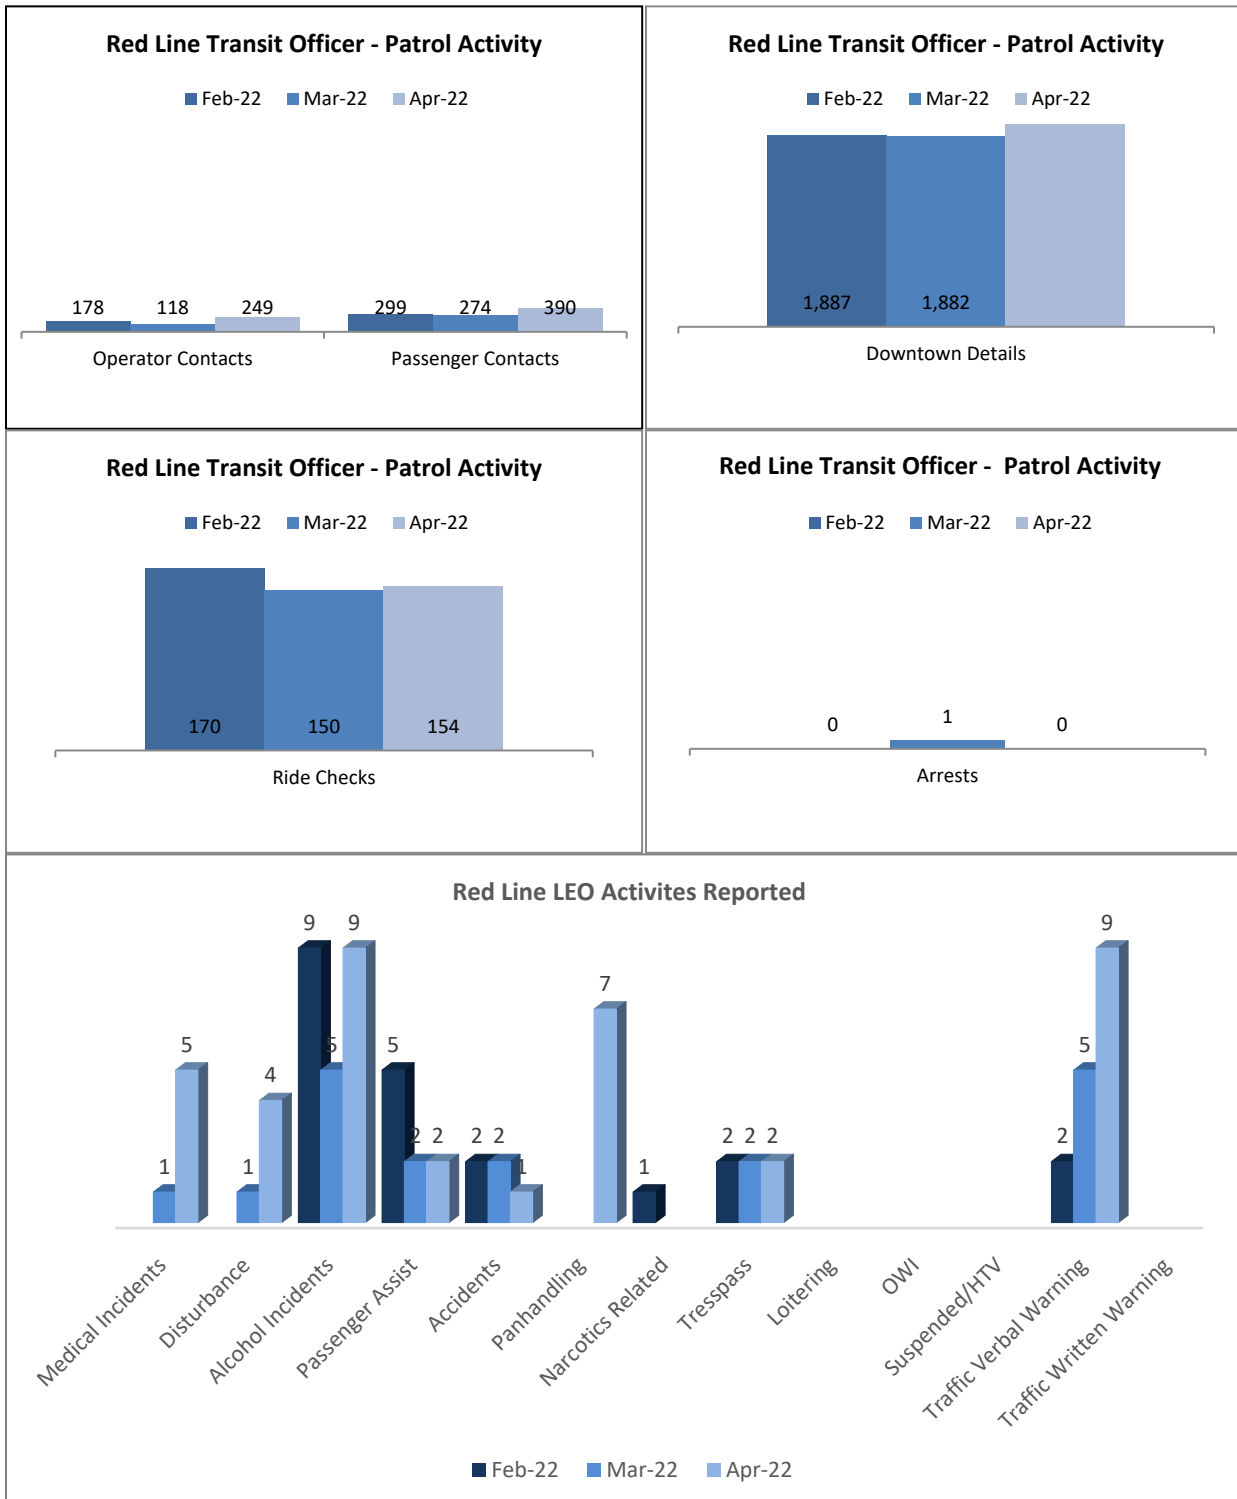 Red Line Transit Officer - Patrol Activity
Feb-22 Mar-22 Apr-22
178 118 249 299 274 390
Operator Contacts Passenger Contacts
Red Line Transit Officer - Patrol Activity
Feb-22 Mar-22 Apr-22
1,887 1,882
Downtown Details
Red Line Transit Officer - Patrol Activity
Feb-22 Mar-22 Apr-22
170 150 154
Ride Checks
Red Line Transit Officer - Patrol Activity
Feb-22 Mar-22 Apr-22
0 1 0
Arrests
Red Line LEO Activites Reported
1 5 1 4 9 5 9 5 2 2 2 2 1 7 1 2 2 2 2 5 9
Medical Incidents
Disturbance
Alcohol Incidents
Passenger Assist
Accidents
Panhandling
Narcotics Related
Tresspass
Loitering
OWI
Suspended/HTV
Traffic Verbal Warning
Traffic Written Warning
Feb-22 Mar-22 Apr-22